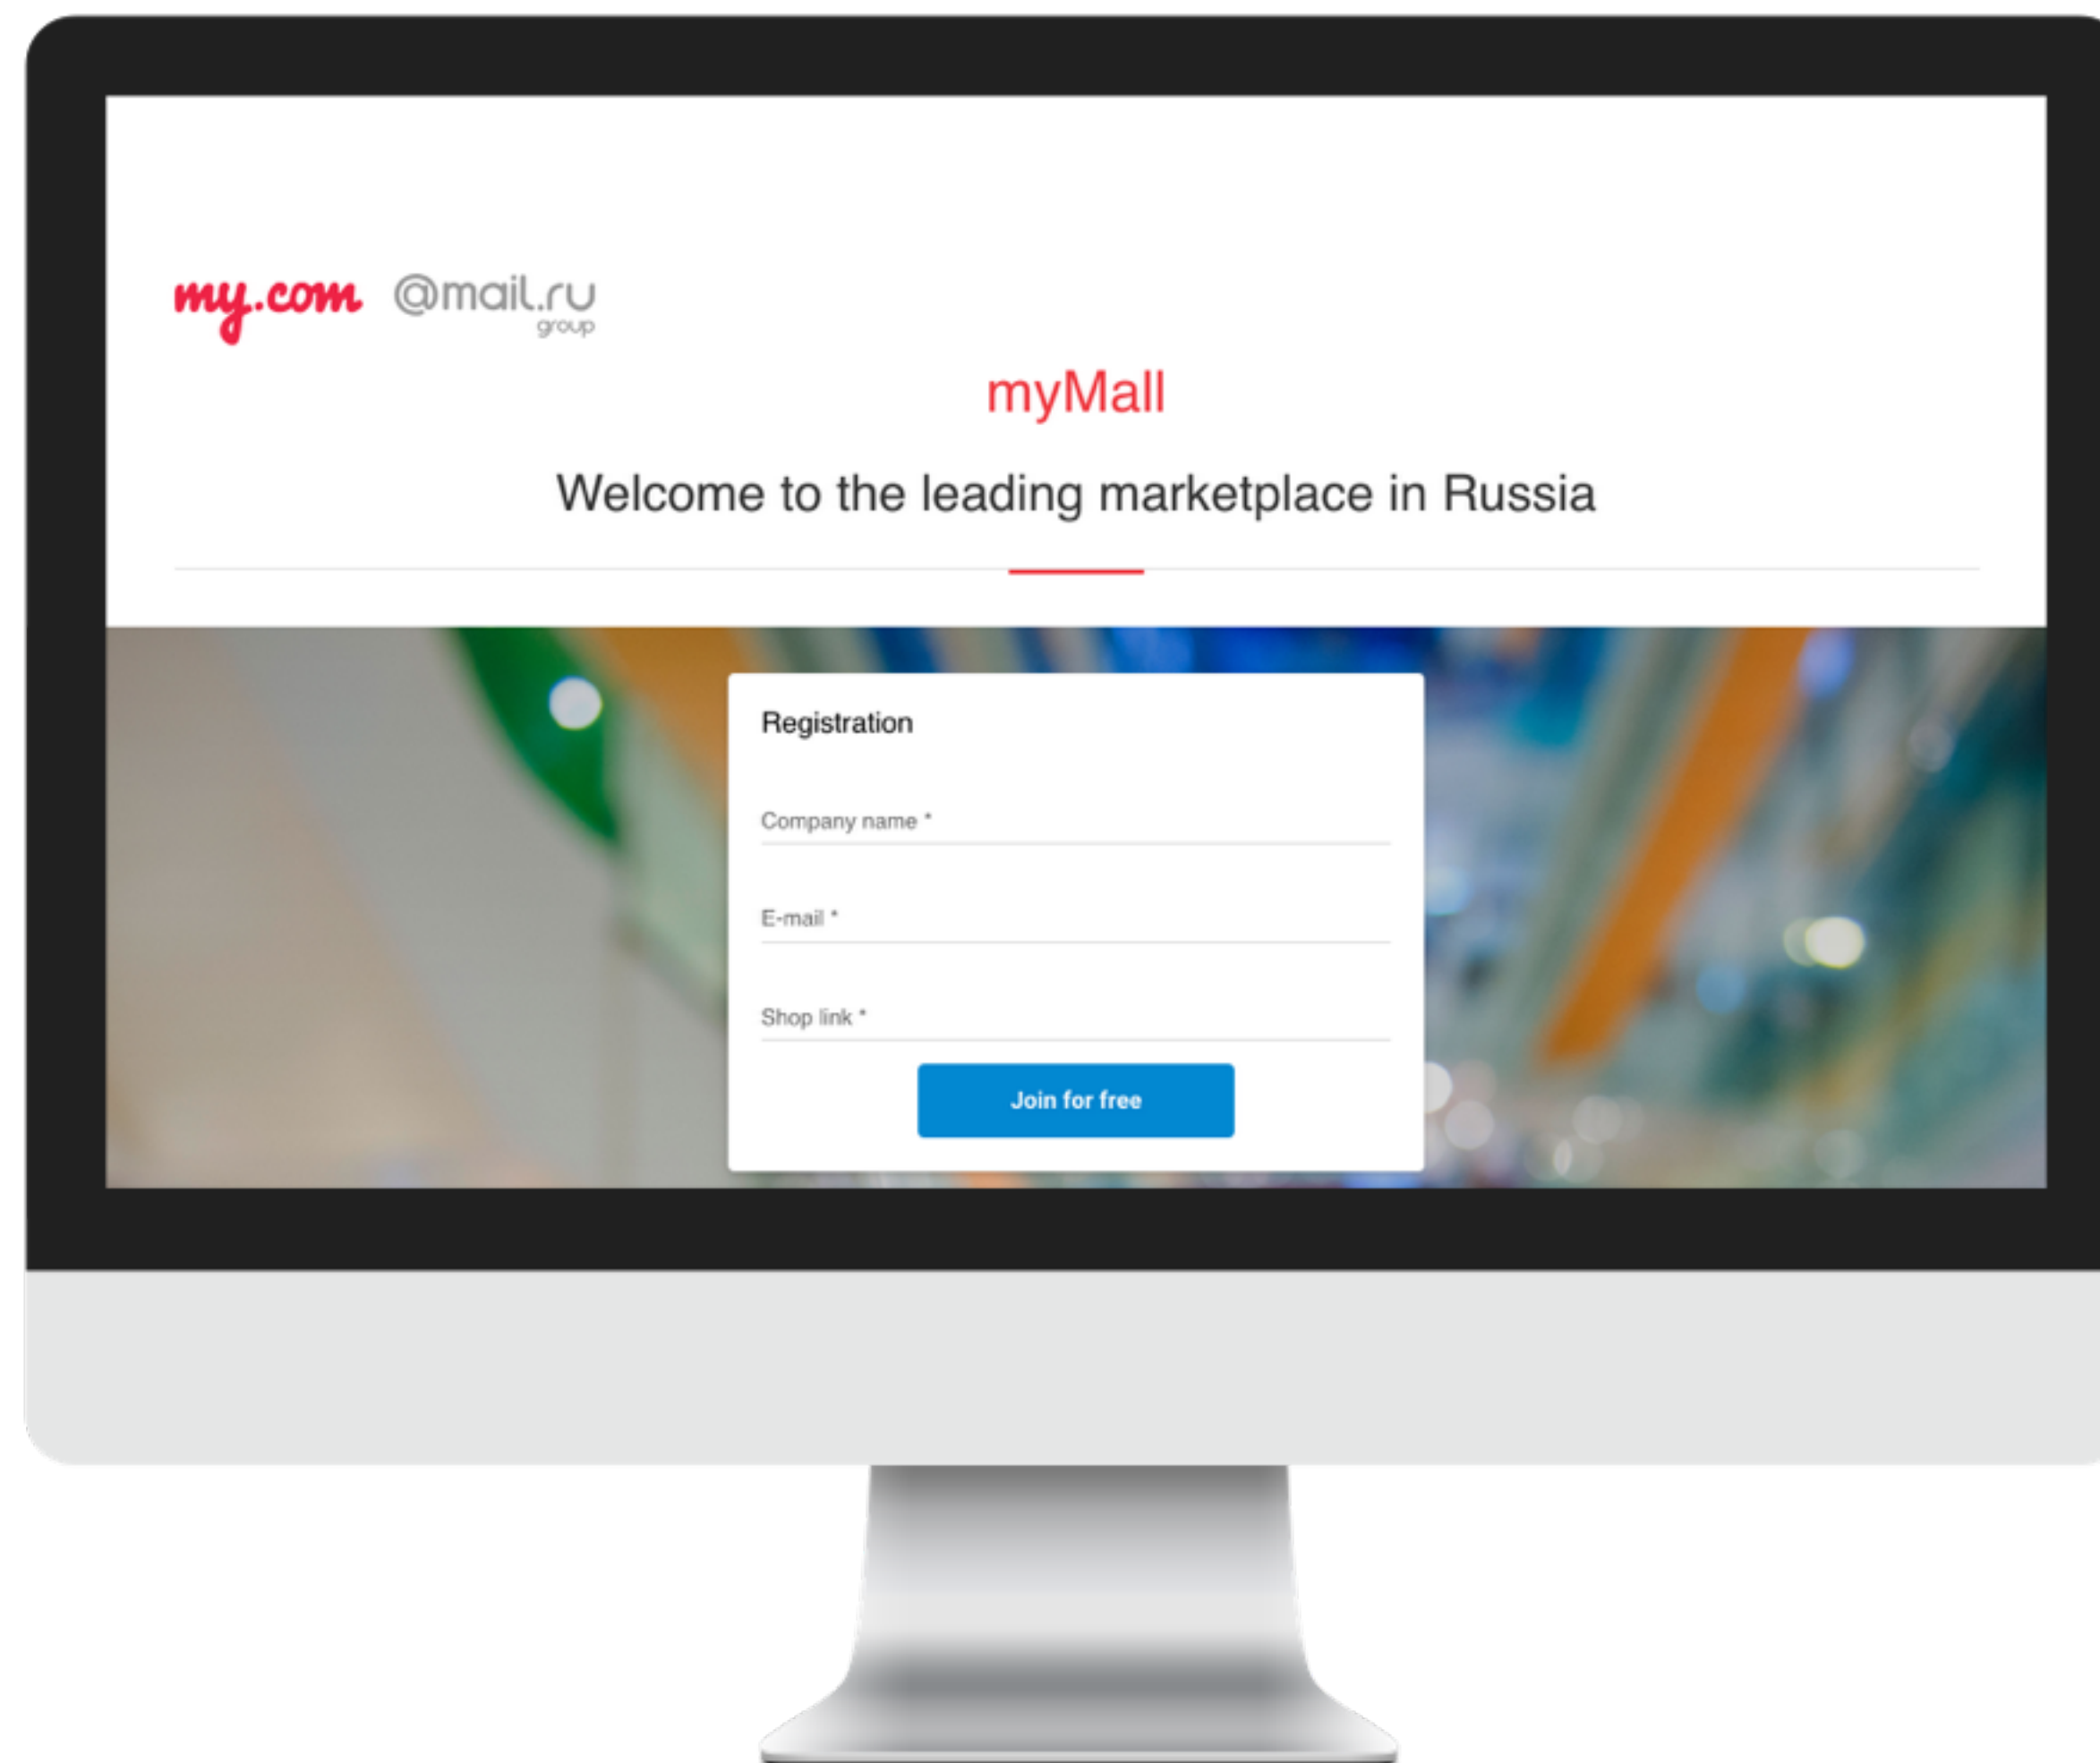 my.com @mail.ru
group
myMall
Welcome to the leading marketplace in Russia
Registration
Company name *
E-mail *
Shop link *
Join for free